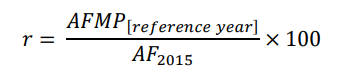 r = AFMP[reference year] / AF2015 × 100